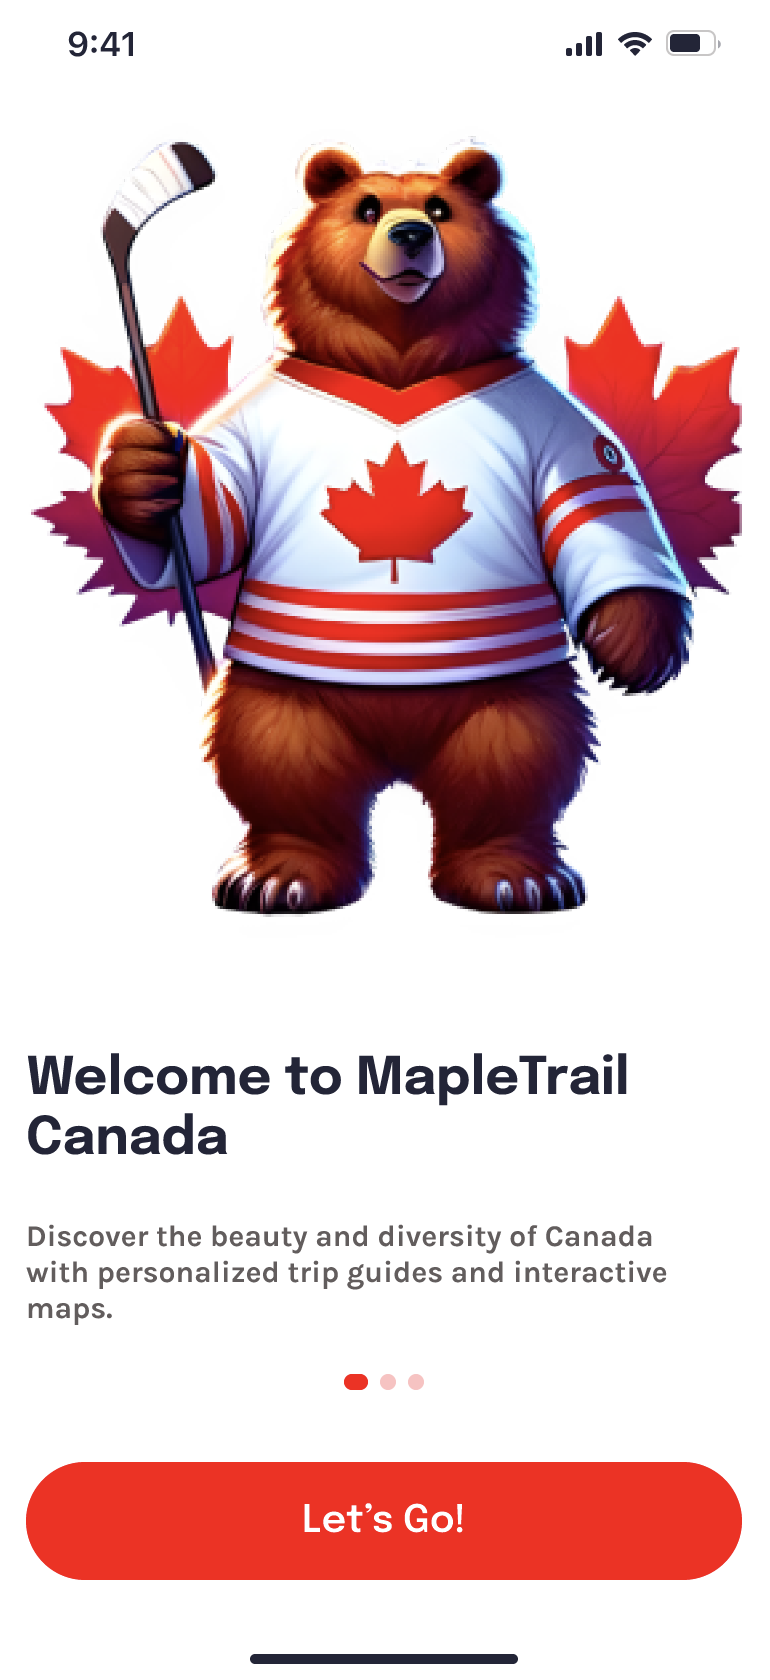 9:41
Welcome to MapleTrail
Canada
Discover the beauty and diversity of Canada
with personalized trip guides and interactive
maps.
Let’s Go!